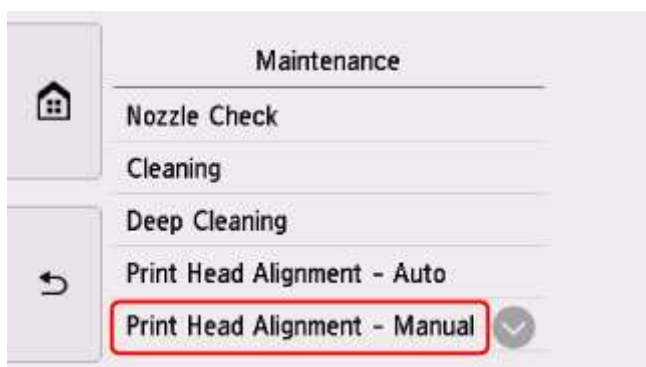 Maintenance
Nozzle Check
Cleaning
Deep Cleaning
Print Head Alignment - Auto
Print Head Alignment - Manual